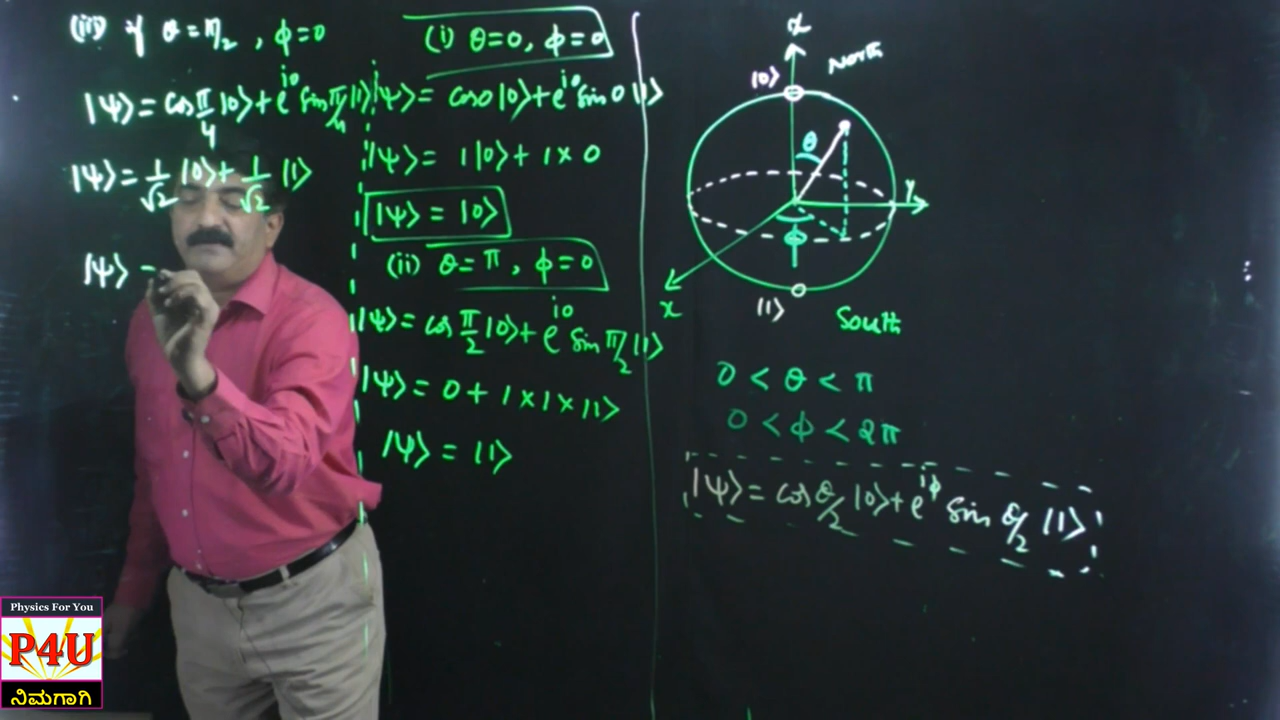 (iii) if θ=π/2 , ϕ=0
|ψ⟩ = cos π/4 |0⟩ + e^{i0} sin π/4 |1⟩
|ψ⟩ = 1/√2 |0⟩ + 1/√2 |1⟩
|ψ⟩ =
(i) θ=0, ϕ=0
|ψ⟩ = cos0 |0⟩ + e^{i0} sin 0 |1⟩
|ψ⟩ = 1 |0⟩ + 1 × 0
|ψ⟩ = |0⟩
(ii) θ=π , ϕ=0
|ψ⟩ = cos π/2 |0⟩ + e^{i0} sin π/2 |1⟩
|ψ⟩ = 0 + 1 × 1 × |1⟩
|ψ⟩ = |1⟩
North
|0⟩
θ
Y
ϕ
x
|1⟩
South
0 < θ < π
0 < ϕ < 2π
|ψ⟩ = cos θ/2 |0⟩ + e^{iϕ} sin θ/2 |1⟩
Physics For You
P4U
ನಿಮಗಾಗಿ